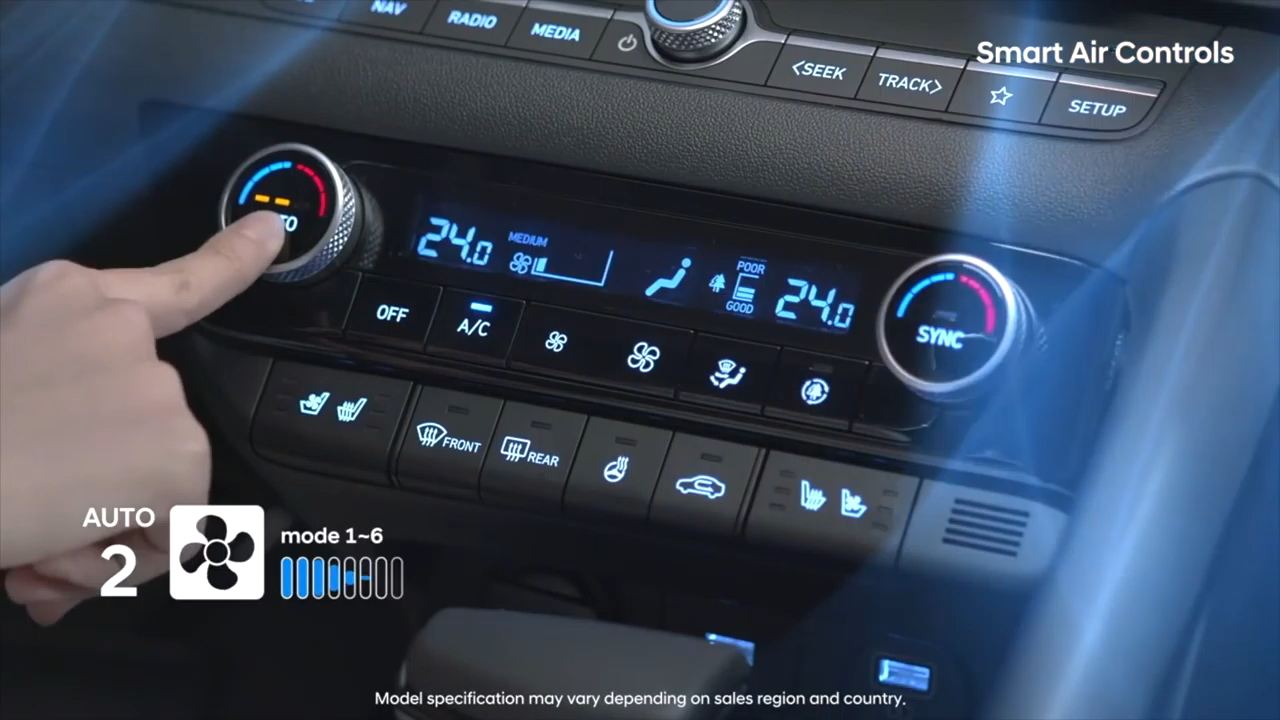 NAV
RADIO
MEDIA
<SEEK
TRACK>
SETUP
Smart Air Controls
24.0
MEDIUM
POOR
GOOD
24.0
OFF
A/C
SYNC
FRONT
REAR
AUTO
2
mode 1~6
Model specification may vary depending on sales region and country.